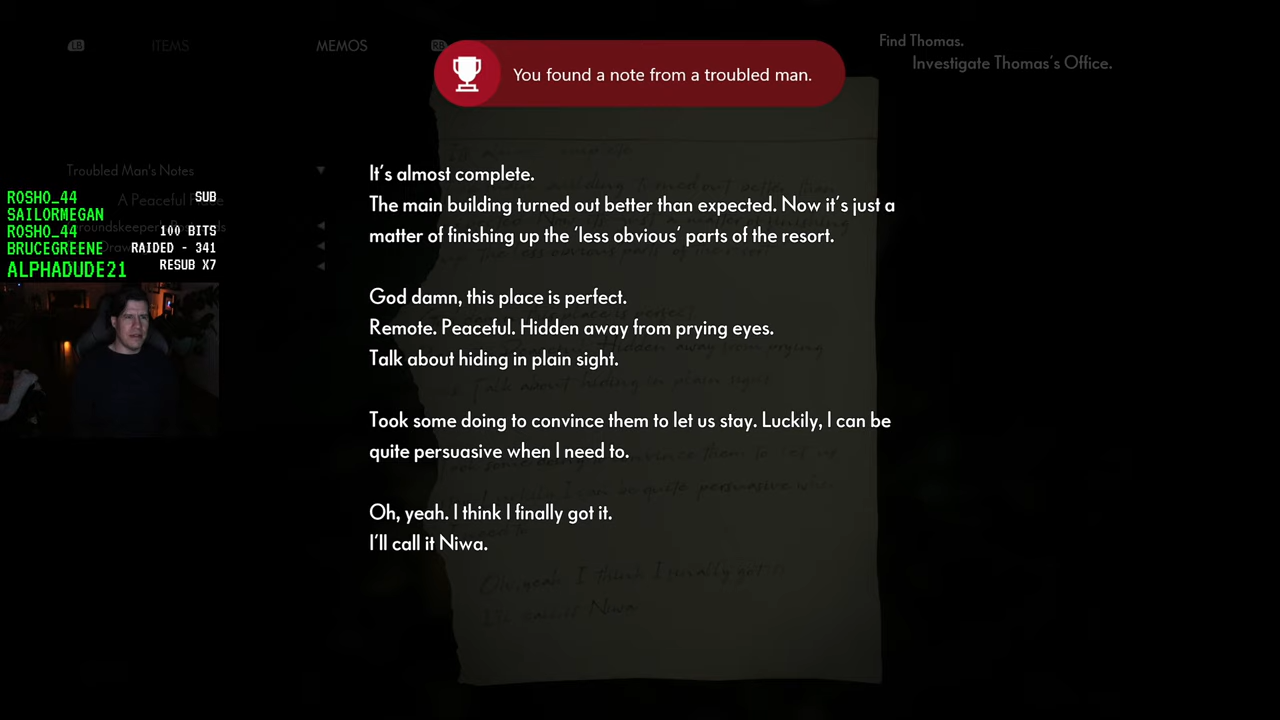 LB
ITEMS
MEMOS
RB
Find Thomas.
Investigate Thomas's Office.
You found a note from a troubled man.
Troubled Man's Notes
A Peaceful
ROSHO_44 SUB
SAILORMEGAN
ROSHO_44 100 BITS
BRUCEGREENE RAIDED - 341
ALPHADUDE21 RESUB X7
It's almost complete.
The main building turned out better than expected. Now it's just a
matter of finishing up the 'less obvious' parts of the resort.
God damn, this place is perfect.
Remote. Peaceful. Hidden away from prying eyes.
Talk about hiding in plain sight.
Took some doing to convince them to let us stay. Luckily, I can be
quite persuasive when I need to.
Oh, yeah. I think I finally got it.
I'll call it Niwa.